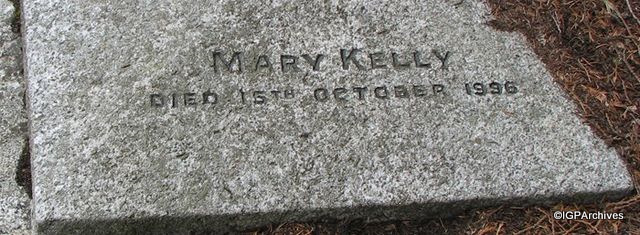 MARY KELLY
DIED 15TH OCTOBER 1996
©IGPArchives